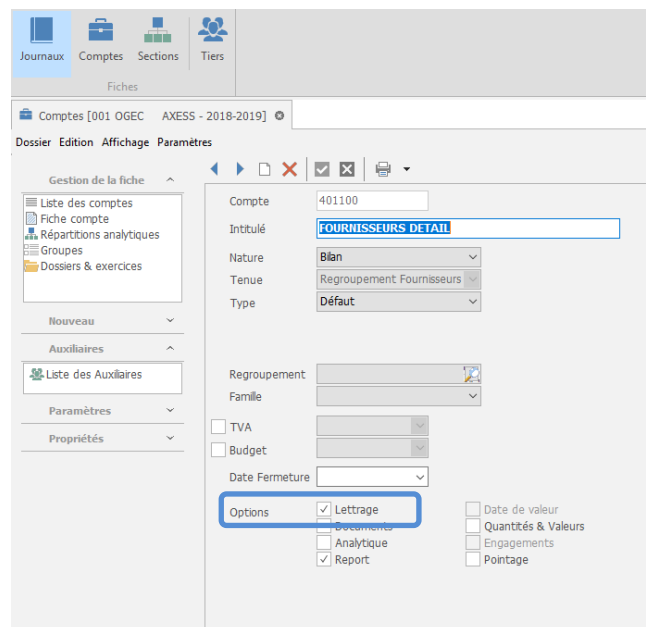 Journaux Comptes Sections Tiers
Fiches
Comptes [001 OGEC AXESS - 2018-2019]
Dossier Edition Affichage Paramètres
Gestion de la fiche
Liste des comptes
Fiche compte
Répartitions analytiques
Groupes
Dossiers & exercices
Nouveau
Auxiliaires
Liste des Auxiliaires
Paramètres
Propriétés
Compte 401100
Intitulé FOURNISSEURS DETAIL
Nature Bilan
Tenue Regroupement Fournisseurs
Type Défaut
Regroupement
Famille
TVA
Budget
Date Fermeture
Options Lettrage Date de valeur
Documents Quantités & Valeurs
Analytique Engagements
Report Pointage